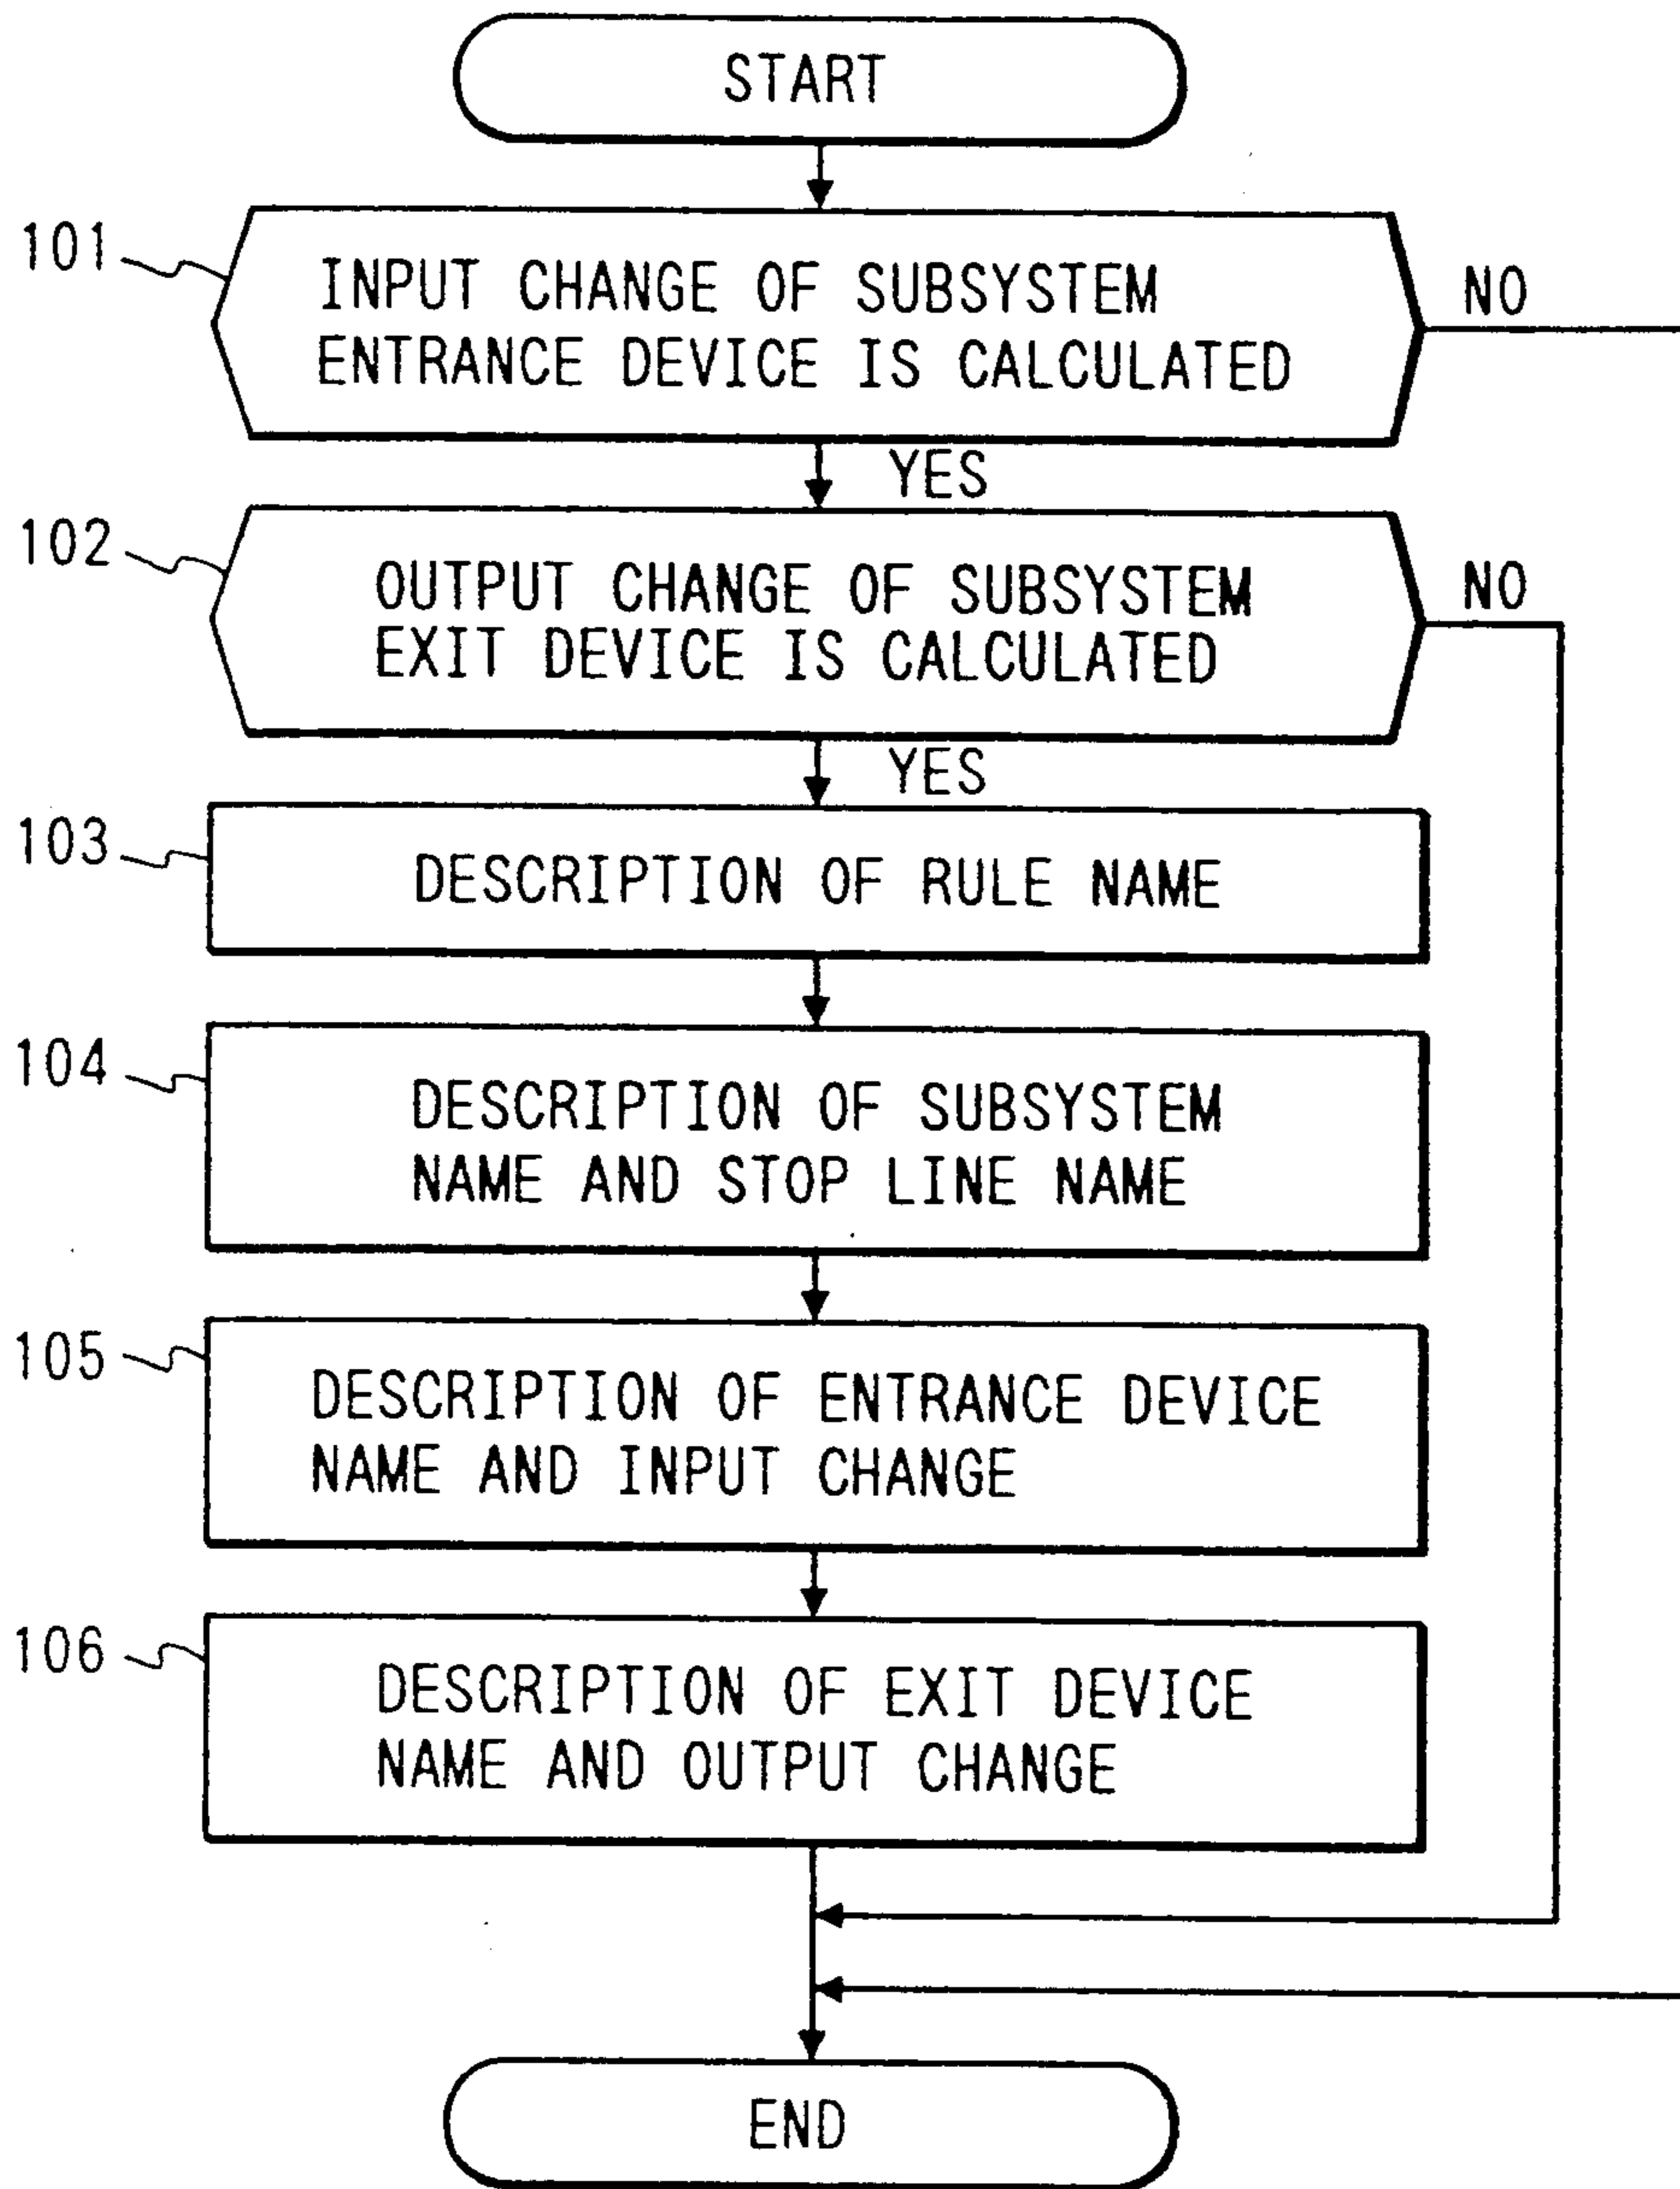 START
101
INPUT CHANGE OF SUBSYSTEM
ENTRANCE DEVICE IS CALCULATED
NO
YES
102
OUTPUT CHANGE OF SUBSYSTEM
EXIT DEVICE IS CALCULATED
NO
YES
103
DESCRIPTION OF RULE NAME
104
DESCRIPTION OF SUBSYSTEM
NAME AND STOP LINE NAME
105
DESCRIPTION OF ENTRANCE DEVICE
NAME AND INPUT CHANGE
106
DESCRIPTION OF EXIT DEVICE
NAME AND OUTPUT CHANGE
END